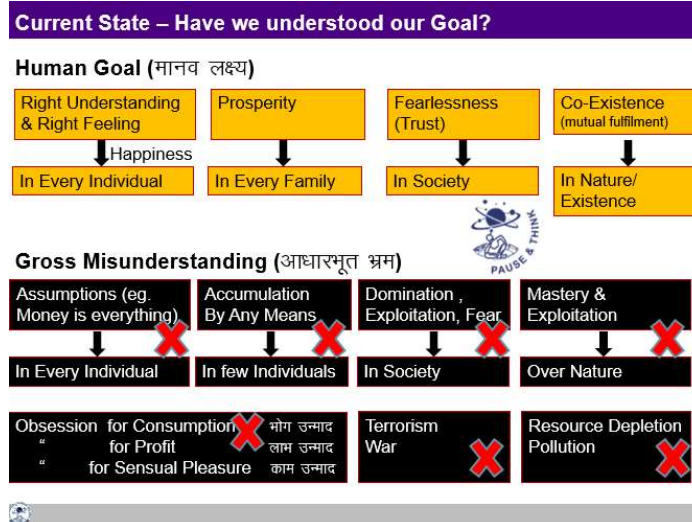 Current State – Have we understood our Goal?
Human Goal (मानव लक्ष्य)
Right Understanding
& Right Feeling
Happiness
In Every Individual
Prosperity
In Every Family
Fearlessness
(Trust)
In Society
Co-Existence
(mutual fulfilment)
In Nature/
Existence
PAUSE & THINK
Gross Misunderstanding (आधारभूत भ्रम)
Assumptions (eg.
Money is everything)
In Every Individual
Accumulation
By Any Means
In few Individuals
Domination ,
Exploitation, Fear
In Society
Mastery &
Exploitation
Over Nature
Obsession for Consumption भोग उन्माद
“ for Profit लाभ उन्माद
“ for Sensual Pleasure काम उन्माद
Terrorism
War
Resource Depletion
Pollution